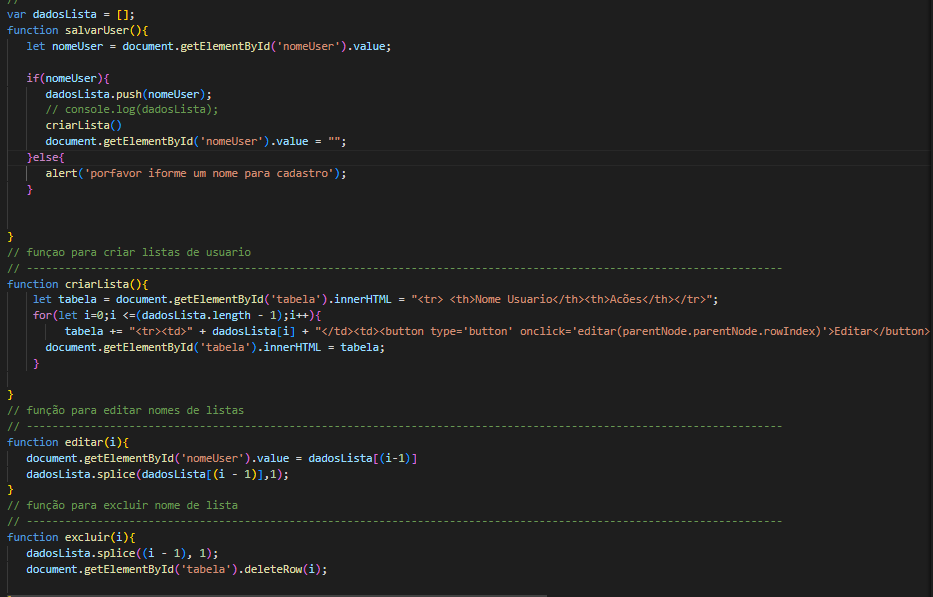 //
var dadosLista = [];
function salvarUser(){
let nomeUser = document.getElementById('nomeUser').value;
if(nomeUser){
dadosLista.push(nomeUser);
// console.log(dadosLista);
criarLista()
document.getElementById('nomeUser').value = "";
}else{
alert('porfavor iforme um nome para cadastro');
}
}
// funçao para criar listas de usuario
// ----------------------------------------------------------------------------------------------------------------------
function criarLista(){
let tabela = document.getElementById('tabela').innerHTML = "<tr> <th>Nome Usuario</th><th>Acões</th></tr>";
for(let i=0;i <=(dadosLista.length - 1);i++){
tabela += "<tr><td>" + dadosLista[i] + "</td><td><button type='button' onclick='editar(parentNode.parentNode.rowIndex)'>Editar</button>
document.getElementById('tabela').innerHTML = tabela;
}
}
// função para editar nomes de listas
// ----------------------------------------------------------------------------------------------------------------------
function editar(i){
document.getElementById('nomeUser').value = dadosLista[(i-1)]
dadosLista.splice(dadosLista[(i - 1)],1);
}
// função para excluir nome de lista
// ----------------------------------------------------------------------------------------------------------------------
function excluir(i){
dadosLista.splice((i - 1), 1);
document.getElementById('tabela').deleteRow(i);